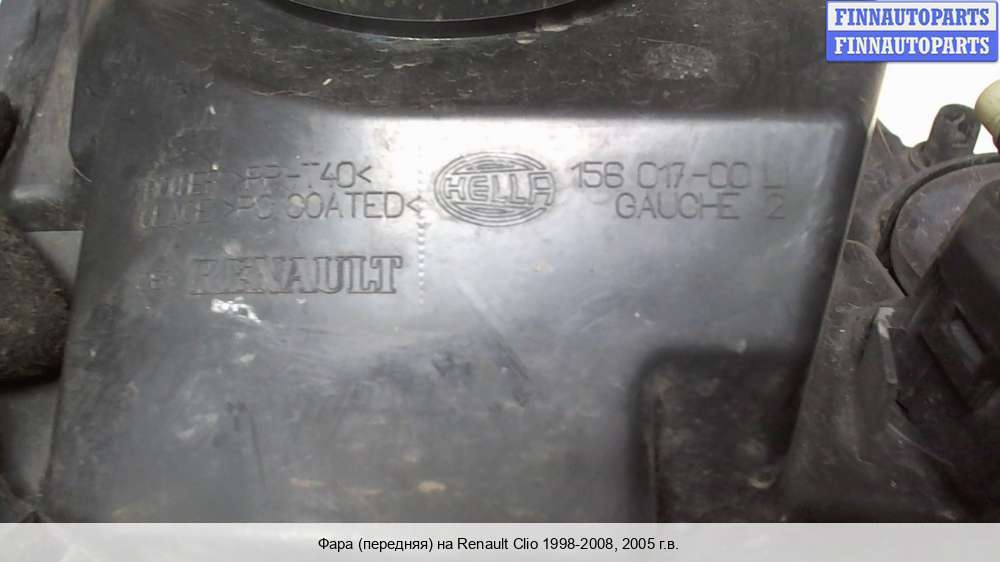 FINNAUTOPARTS
FINNAUTOPARTS
>PP-T40<
>PC COATED<
HELLA
156 017-00 L
GAUCHE 2
RENAULT
Фара (передняя) на Renault Clio 1998-2008, 2005 г.в.